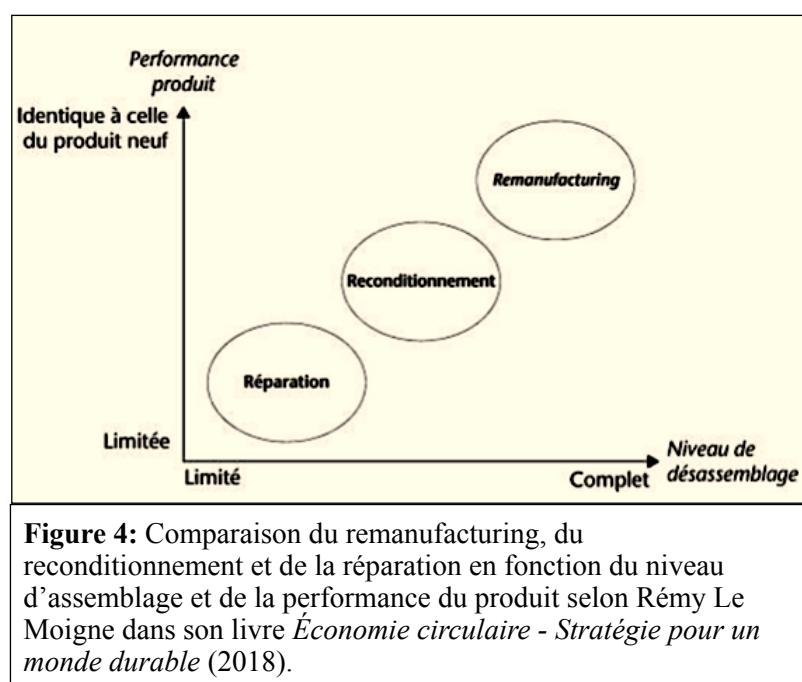 Performance
produit
Identique à celle
du produit neuf
Remanufacturing
Reconditionnement
Réparation
Limitée
Limité
Complet
Niveau de
désassemblage
Figure 4: Comparaison du remanufacturing, du
reconditionnement et de la réparation en fonction du niveau
d’assemblage et de la performance du produit selon Rémy Le
Moigne dans son livre Économie circulaire - Stratégie pour un
monde durable (2018).